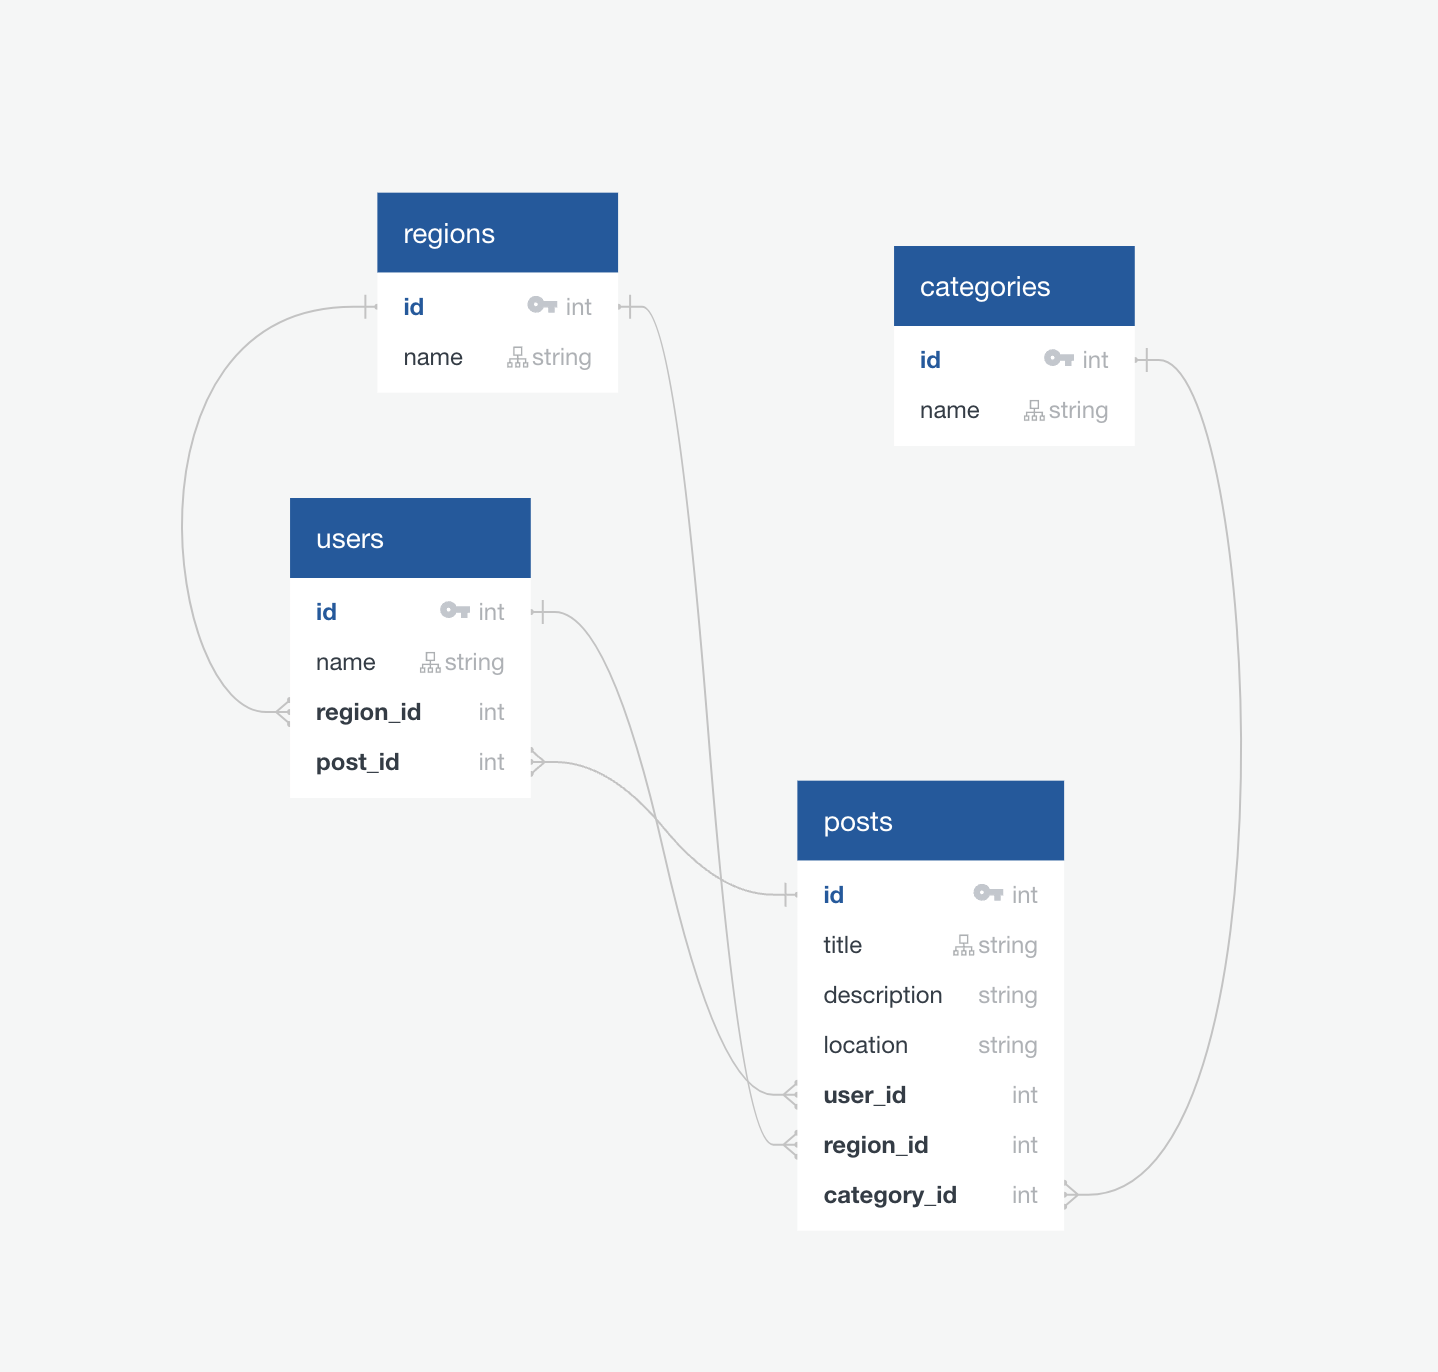 regions
id int
name string
categories
id int
name string
users
id int
name string
region_id int
post_id int
posts
id int
title string
description string
location string
user_id int
region_id int
category_id int